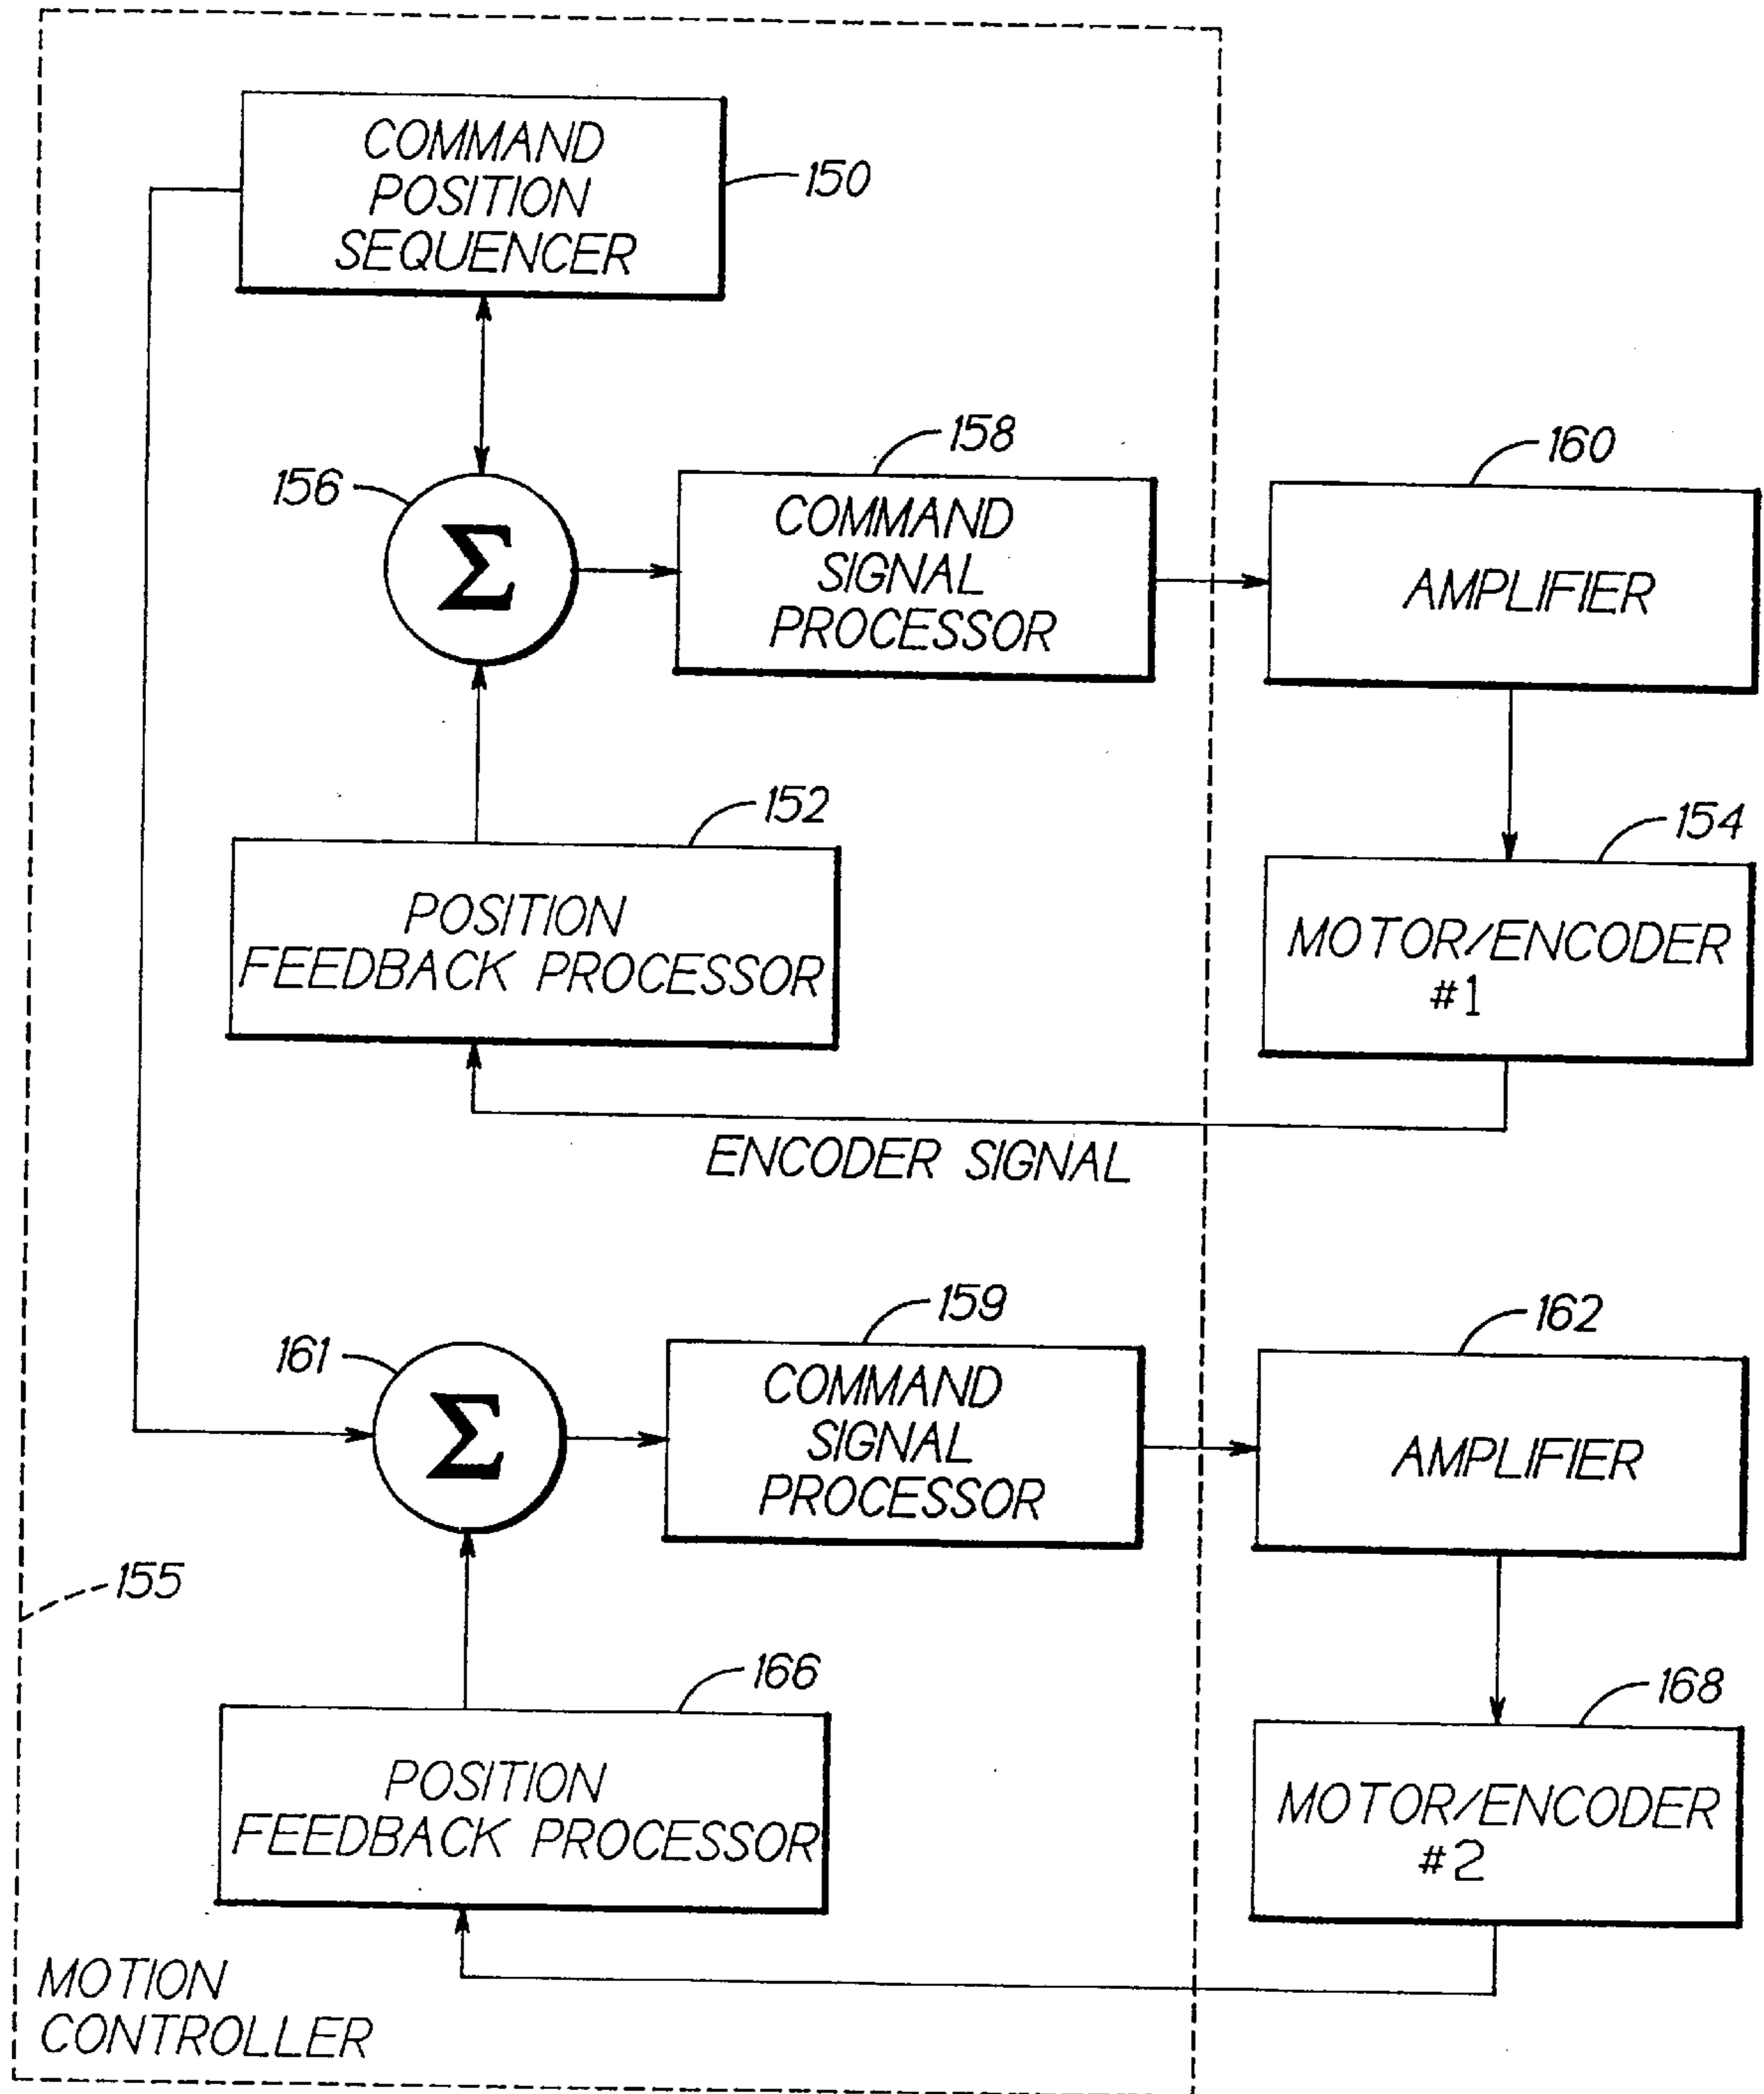 COMMAND
POSITION
SEQUENCER
150
156
Σ
158
COMMAND
SIGNAL
PROCESSOR
160
AMPLIFIER
152
POSITION
FEEDBACK PROCESSOR
154
MOTOR/ENCODER
#1
ENCODER SIGNAL
161
Σ
159
COMMAND
SIGNAL
PROCESSOR
162
AMPLIFIER
155
166
POSITION
FEEDBACK PROCESSOR
168
MOTOR/ENCODER
#2
MOTION
CONTROLLER